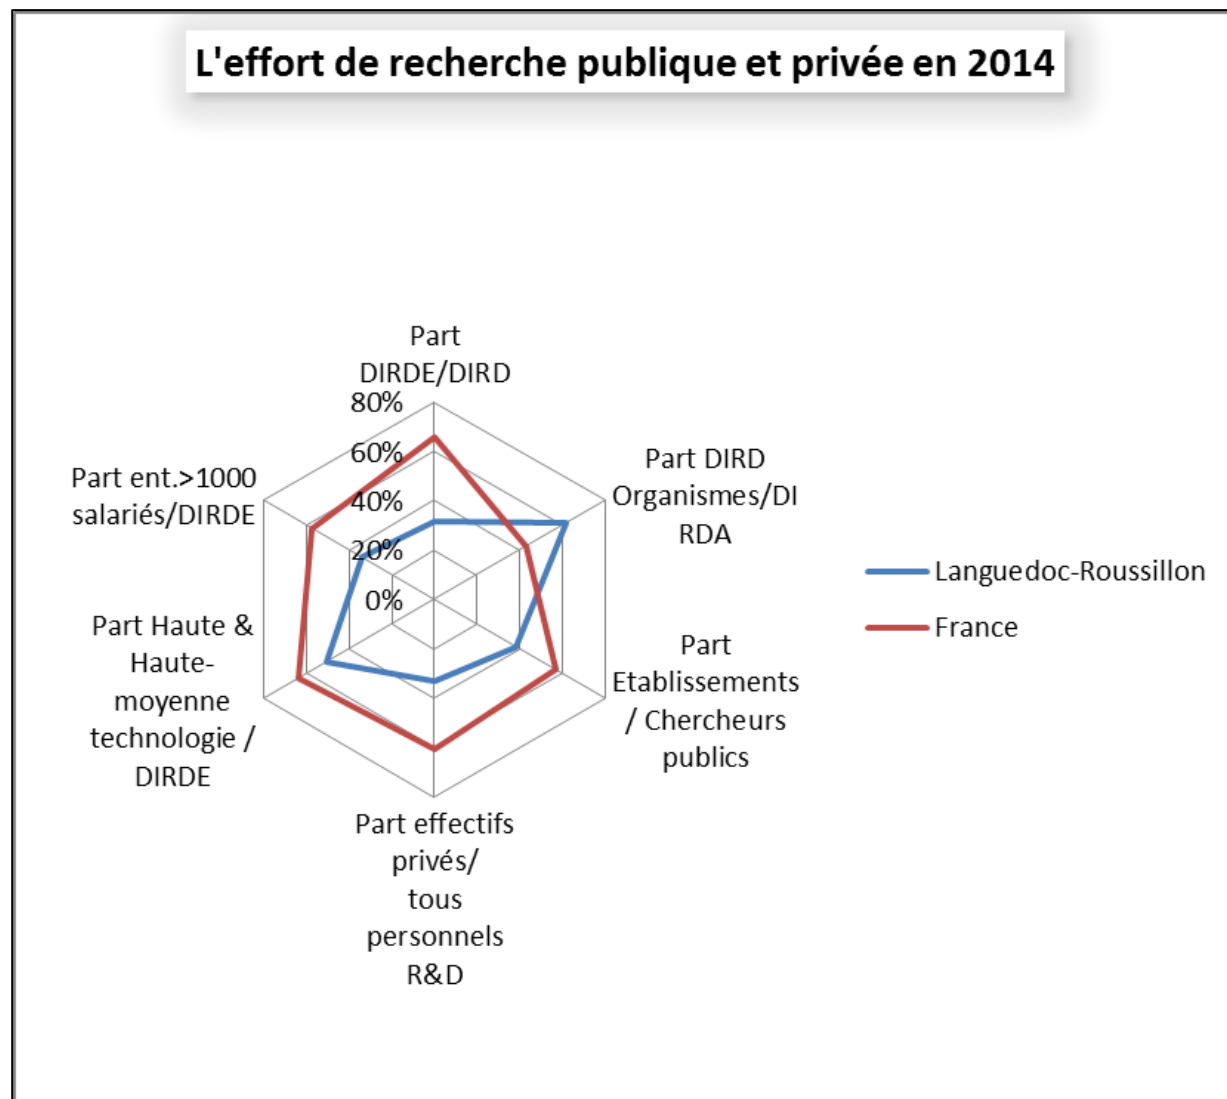 L'effort de recherche publique et privée en 2014
Part
DIRDE/DIRD
80%
60%
40%
20%
0%
Part DIRD
Organismes/DI
RDA
Part
Etablissements
/ Chercheurs
publics
Part effectifs
privés/
tous
personnels
R&D
Part Haute &
Haute-
moyenne
technologie /
DIRDE
Part ent.>1000
salariés/DIRDE
Languedoc-Roussillon
France